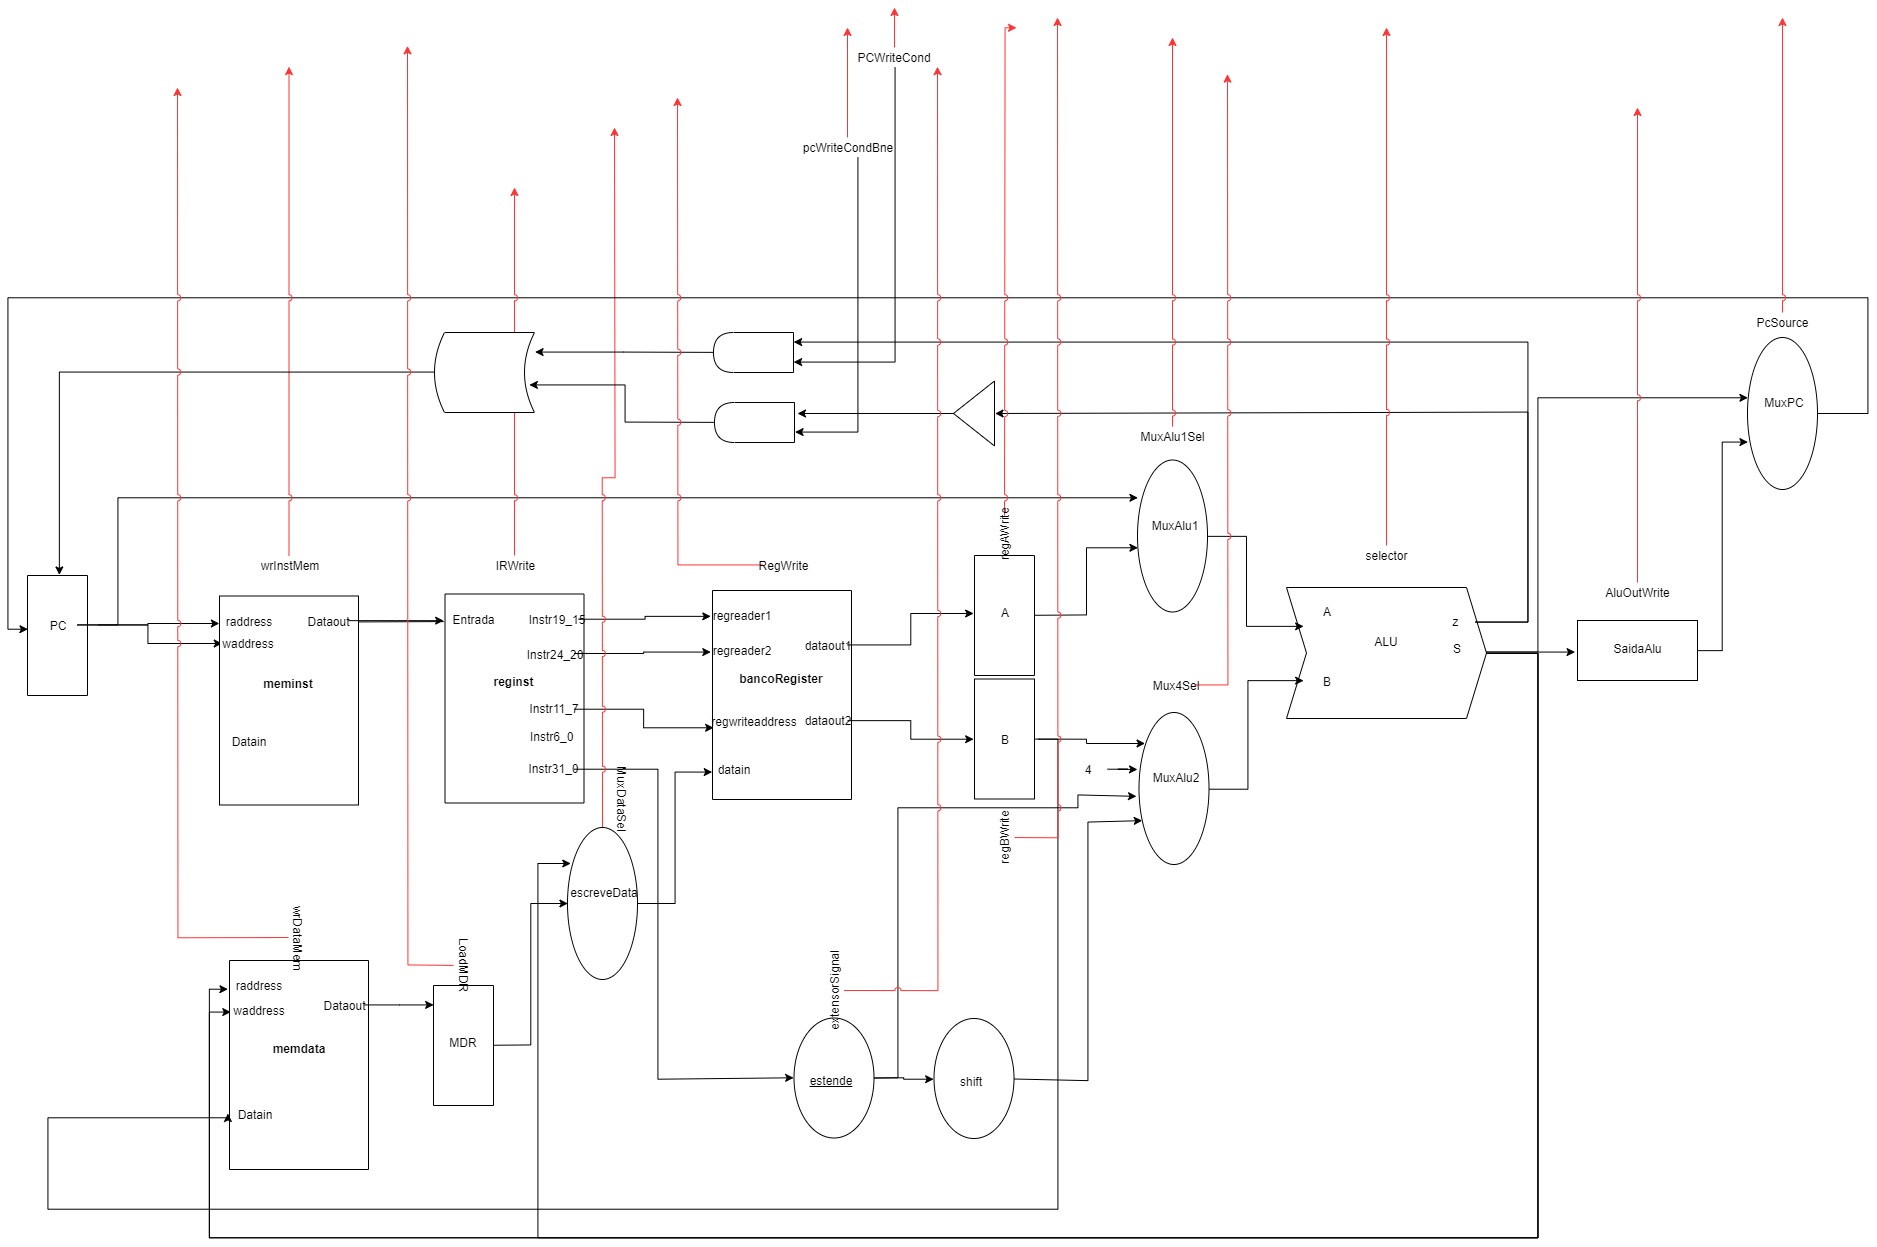 PCWriteCond
pcWriteCondBne
PcSource
MuxPC
MuxAlu1Sel
MuxAlu1
regAWrite
selector
wrInstMem
IRWrite
RegWrite
AluOutWrite
PC
raddress
waddress
Dataout
meminst
Datain
Entrada
Instr19_15
Instr24_20
reginst
Instr11_7
Instr6_0
Instr31_0
regreader1
regreader2
dataout1
bancoRegister
regwriteaddress
dataout2
datain
A
B
regBWrite
A
z
ALU
S
B
SaidaAlu
Mux4Sel
4
MuxAlu2
MuxDataSel
escreveData
wrDataMem
LoadMDR
extensorSignal
raddress
waddress
Dataout
memdata
Datain
MDR
estende
shift